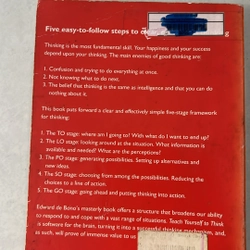 Five easy-to-follow steps to
Thinking is the most fundamental skill. Your happiness and your success
depend upon your thinking. The main enemies of good thinking are:
1. Confusion and trying to do everything at once.
2. Not knowing what to do next.
3. The belief that thinking is the same as intelligence and that you can do
nothing about it.
This book puts forward a clear and effectively simple five-stage framework
for thinking:
1. The TO stage: where am I going to? With what do I want to end up?
2. The LO stage: looking around at the situation. What information is
available and needed? What are the perceptions?
3. The PO stage: generating possibilities. Setting up alternatives and
new ideas.
4. The SO stage: choosing from among the possibilities. Reducing the
choices to a line of action.
5. The GO stage: going ahead and putting thinking into action.
Edward de Bono's masterly book offers a structure that broadens our ability
to respond to and cope with a vast range of situations. Teach Yourself to Think
is software for the brain, turning it into a successful thinking mechanism, and,
as such, will prove of immense value to us